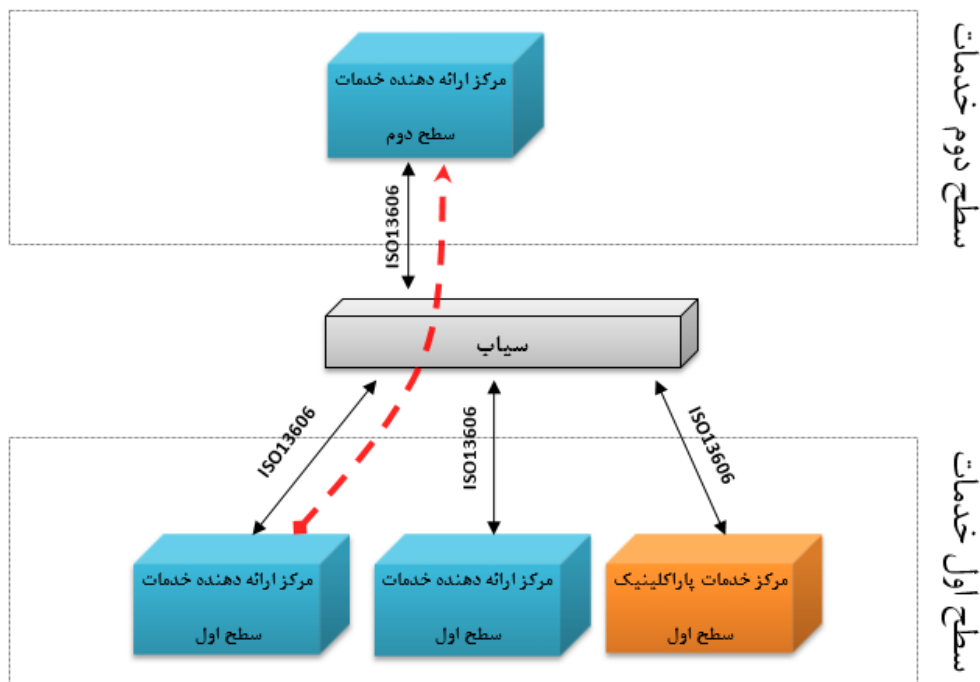 سطح دوم خدمات
مرکز ارائه دهنده خدمات
سطح دوم
ISO13606
سیاب
ISO13606
ISO13606
ISO13606
سطح اول خدمات
مرکز خدمات پاراکلینیک
سطح اول
مرکز ارائه دهنده خدمات
سطح اول
مرکز ارائه دهنده خدمات
سطح اول